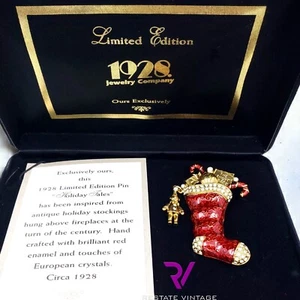 Limited Edition
1928
Jewelry Company
Ours Exclusively
Exclusively ours,
this
1928 Limited Edition Pin
"Holiday Tales"
has been inspired from
antique holiday stockings
hung above fireplaces at the
turn of the century. Hand
crafted with brilliant red
enamel and touches of
European crystals.
Circa 1928
RV
RESTATE VINTAGE